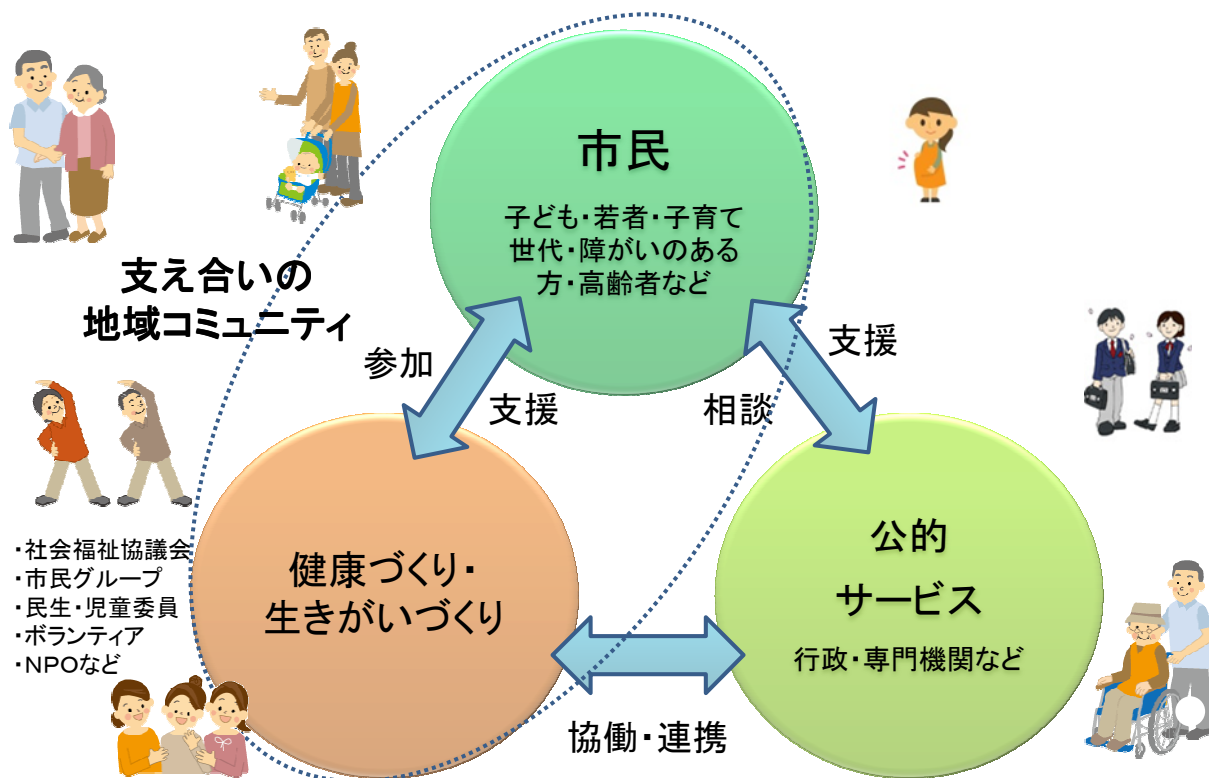 市民
子ども・若者・子育て
世代・障がいのある
方・高齢者など
支え合いの
地域コミュニティ
参加
支援
支援
相談
・社会福祉協議会
・市民グループ
・民生・児童委員
・ボランティア
・NPOなど
健康づくり・
生きがいづくり
公的
サービス
行政・専門機関など
協働・連携